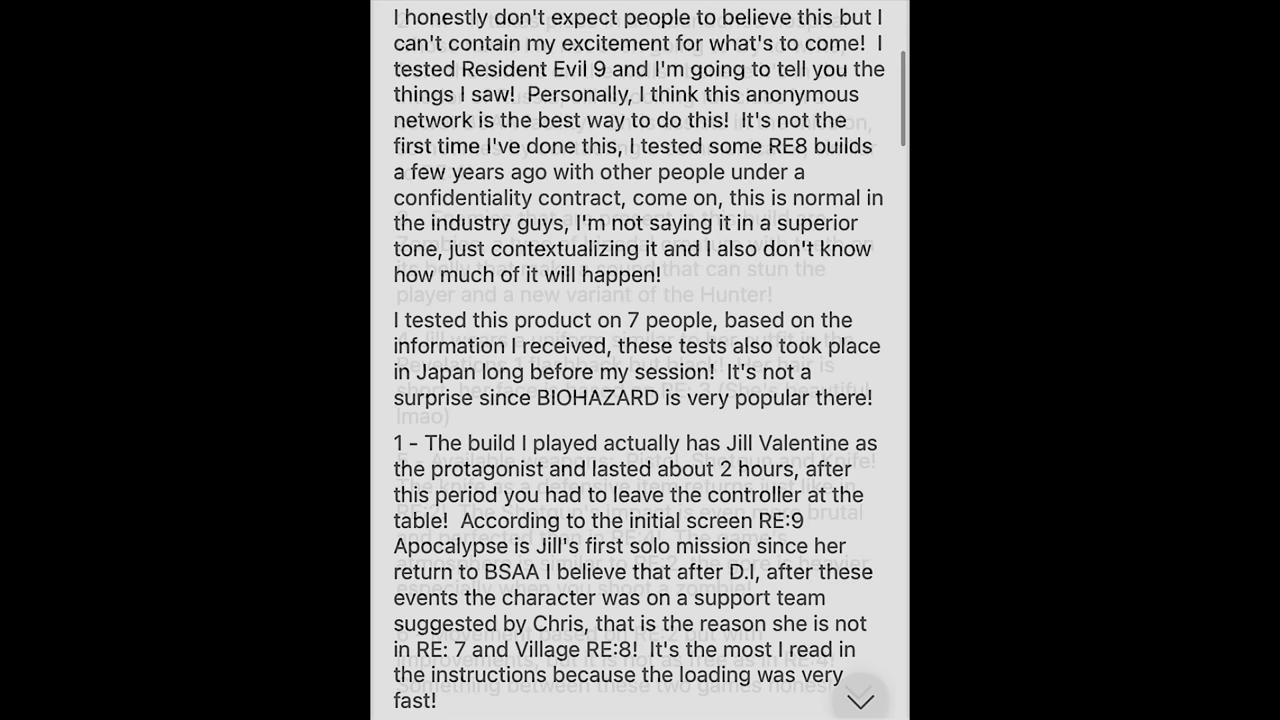 I honestly don't expect people to believe this but I
can't contain my excitement for what's to come!  I
tested Resident Evil 9 and I'm going to tell you the
things I saw!  Personally, I think this anonymous
network is the best way to do this!  It's not the
first time I've done this, I tested some RE8 builds
a few years ago with other people under a
confidentiality contract, come on, this is normal in
the industry guys, I'm not saying it in a superior
tone, just contextualizing it and I also don't know
how much of it will happen!
I tested this product on 7 people, based on the
information I received, these tests also took place
in Japan long before my session!  It's not a
surprise since BIOHAZARD is very popular there!
1 - The build I played actually has Jill Valentine as
the protagonist and lasted about 2 hours, after
this period you had to leave the controller at the
table!  According to the initial screen RE:9
Apocalypse is Jill's first solo mission since her
return to BSAA I believe that after D.I, after these
events the character was on a support team
suggested by Chris, that is the reason she is not
in RE: 7 and Village RE:8!  It's the most I read in
the instructions because the loading was very
fast!